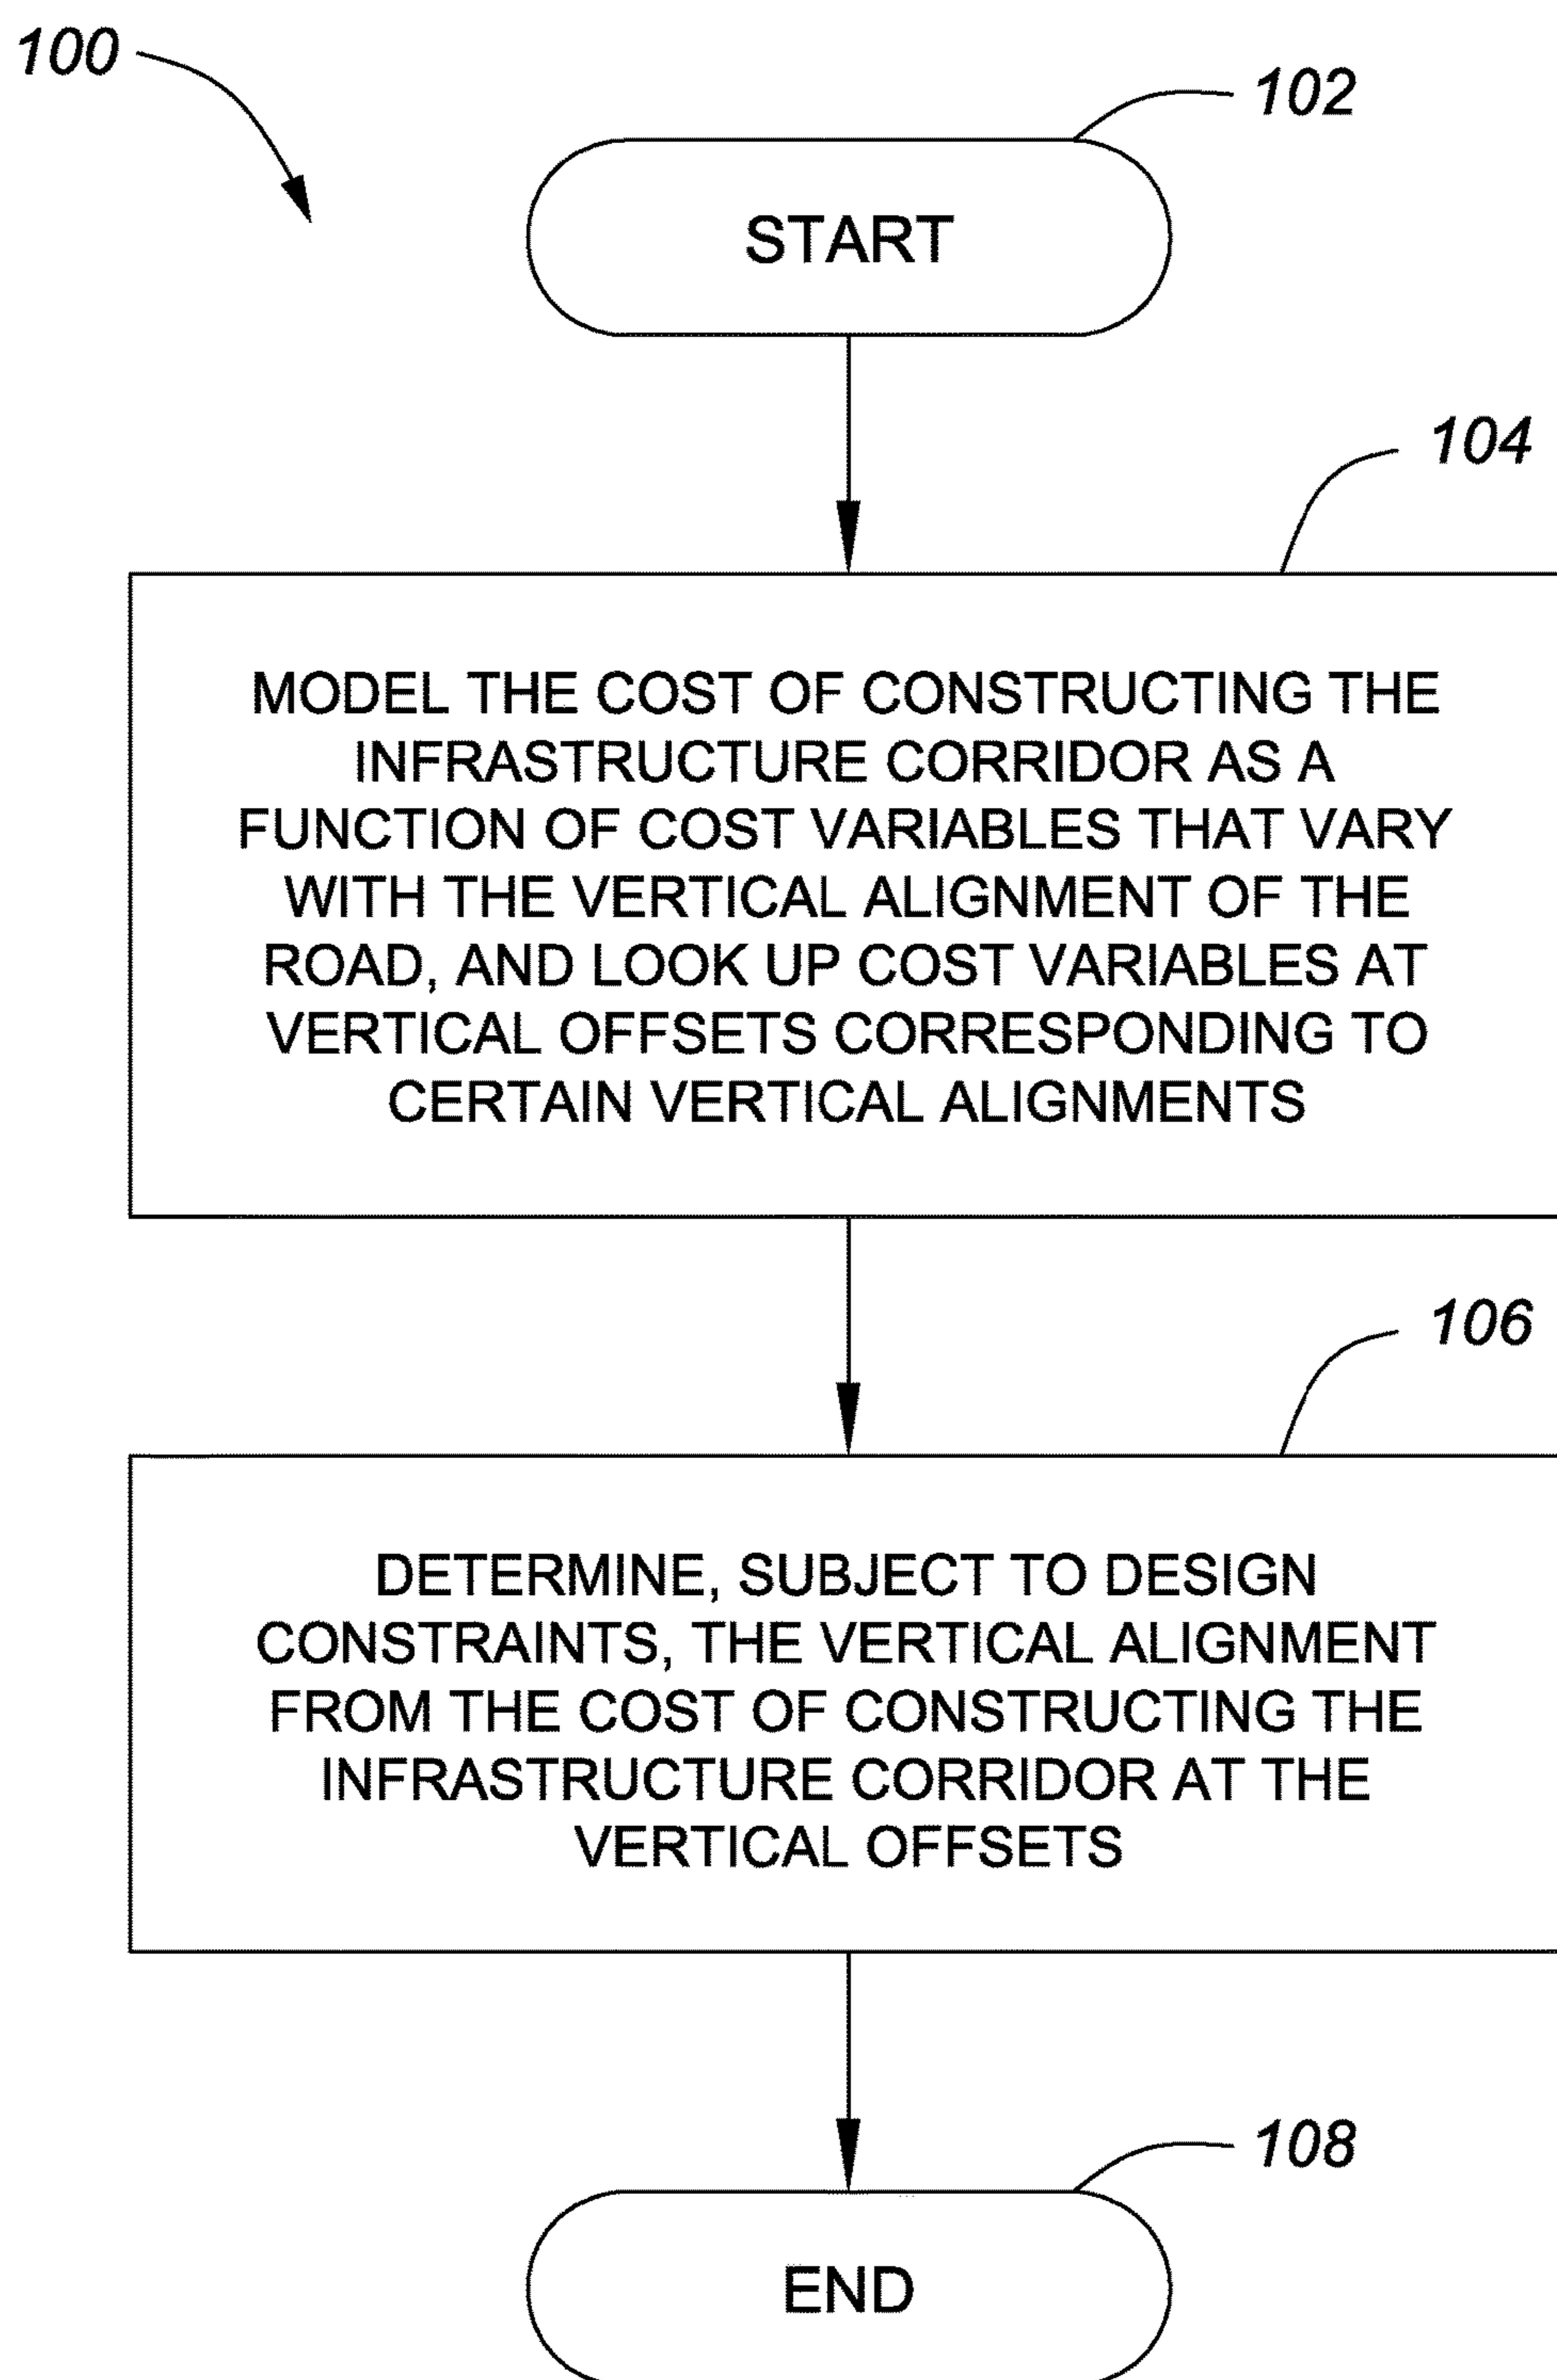 100
102
START
104
MODEL THE COST OF CONSTRUCTING THE
INFRASTRUCTURE CORRIDOR AS A
FUNCTION OF COST VARIABLES THAT VARY
WITH THE VERTICAL ALIGNMENT OF THE
ROAD, AND LOOK UP COST VARIABLES AT
VERTICAL OFFSETS CORRESPONDING TO
CERTAIN VERTICAL ALIGNMENTS
106
DETERMINE, SUBJECT TO DESIGN
CONSTRAINTS, THE VERTICAL ALIGNMENT
FROM THE COST OF CONSTRUCTING THE
INFRASTRUCTURE CORRIDOR AT THE
VERTICAL OFFSETS
108
END